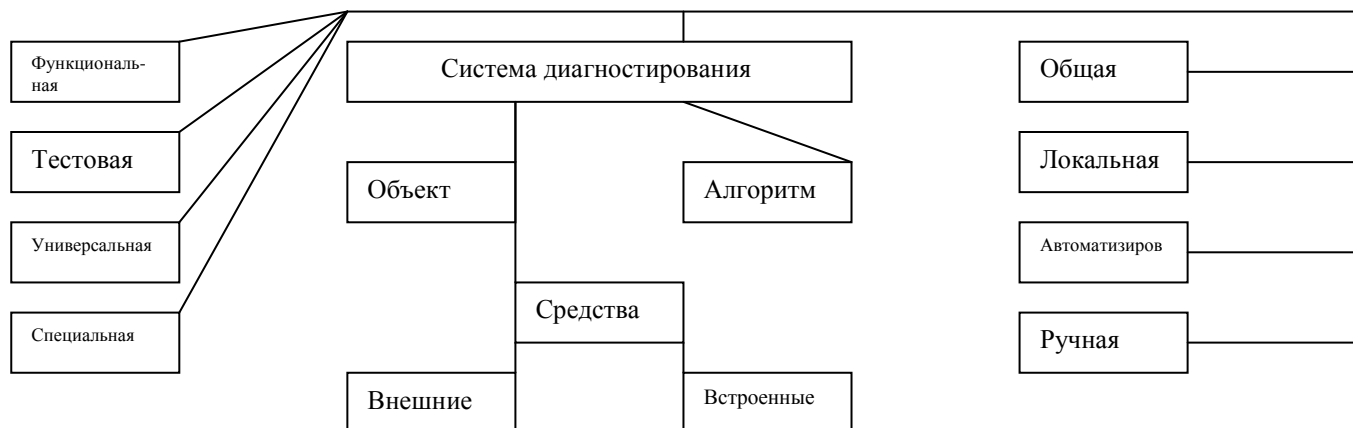 Функциональ-
ная
Система диагностирования
Общая
Тестовая
Объект
Алгоритм
Локальная
Универсальная
Автоматизиров
Средства
Специальная
Ручная
Внешние
Встроенные